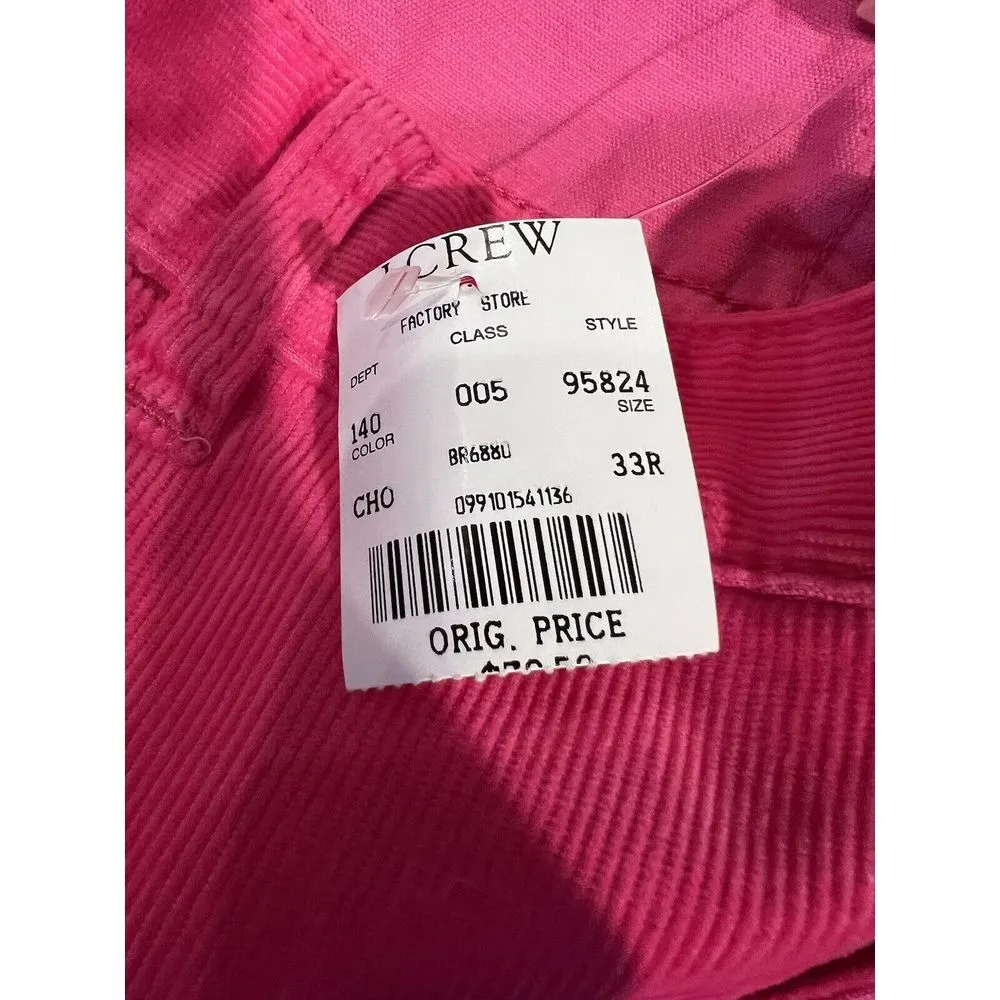 J.CREW
FACTORY STORE
DEPT CLASS STYLE
140 005 95824
COLOR BR6880 SIZE
CHO 099101541136 33R
ORIG. PRICE